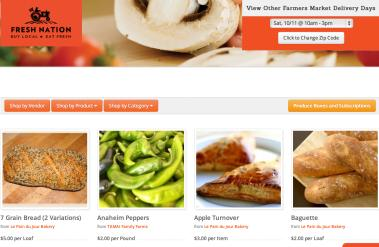 FRESH NATION
BUY LOCAL ★ EAT FRESH
View Other Farmers Market Delivery Days
Sat, 10/11 @ 10am - 3pm
Click to Change Zip Code
Shop by Vendor
Shop by Product
Shop by Category
Produce Boxes and Subscriptions
7 Grain Bread (2 Variations)
from Le Pain du Jour Bakery
$5.00 per Loaf
Anaheim Peppers
from TAMAI Family Farms
$2.00 per Pound
Apple Turnover
from Le Pain du Jour Bakery
$3.00 per Item
Baguette
from Le Pain du Jour Bakery
$2.00 per Loaf